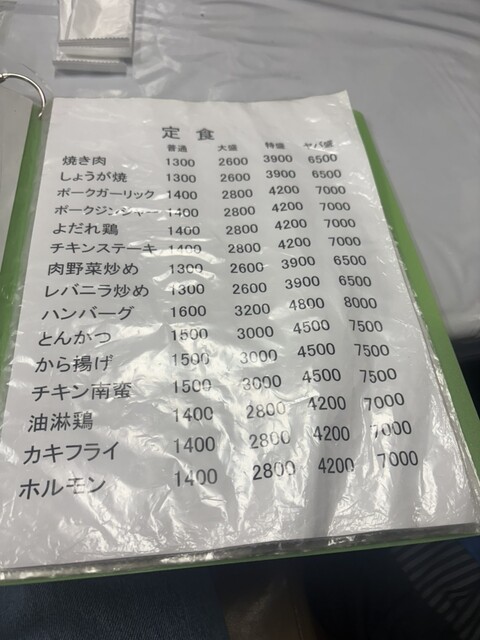 定食
普通 大盛 特盛 ヤバ盛
焼き肉 1300 2600 3900 6500
しょうが焼 1300 2600 3900 6500
ポークガーリック 1400 2800 4200 7000
ポークジンジャー 1400 2800 4200 7000
よだれ鶏 1400 2800 4200 7000
チキンステーキ 1400 2800 4200 7000
肉野菜炒め 1300 2600 3900 6500
レバニラ炒め 1300 2600 3900 6500
ハンバーグ 1600 3200 4800 8000
とんかつ 1500 3000 4500 7500
から揚げ 1500 3000 4500 7500
チキン南蛮 1500 3000 4500 7500
油淋鶏 1400 2800 4200 7000
カキフライ 1400 2800 4200 7000
ホルモン 1400 2800 4200 7000